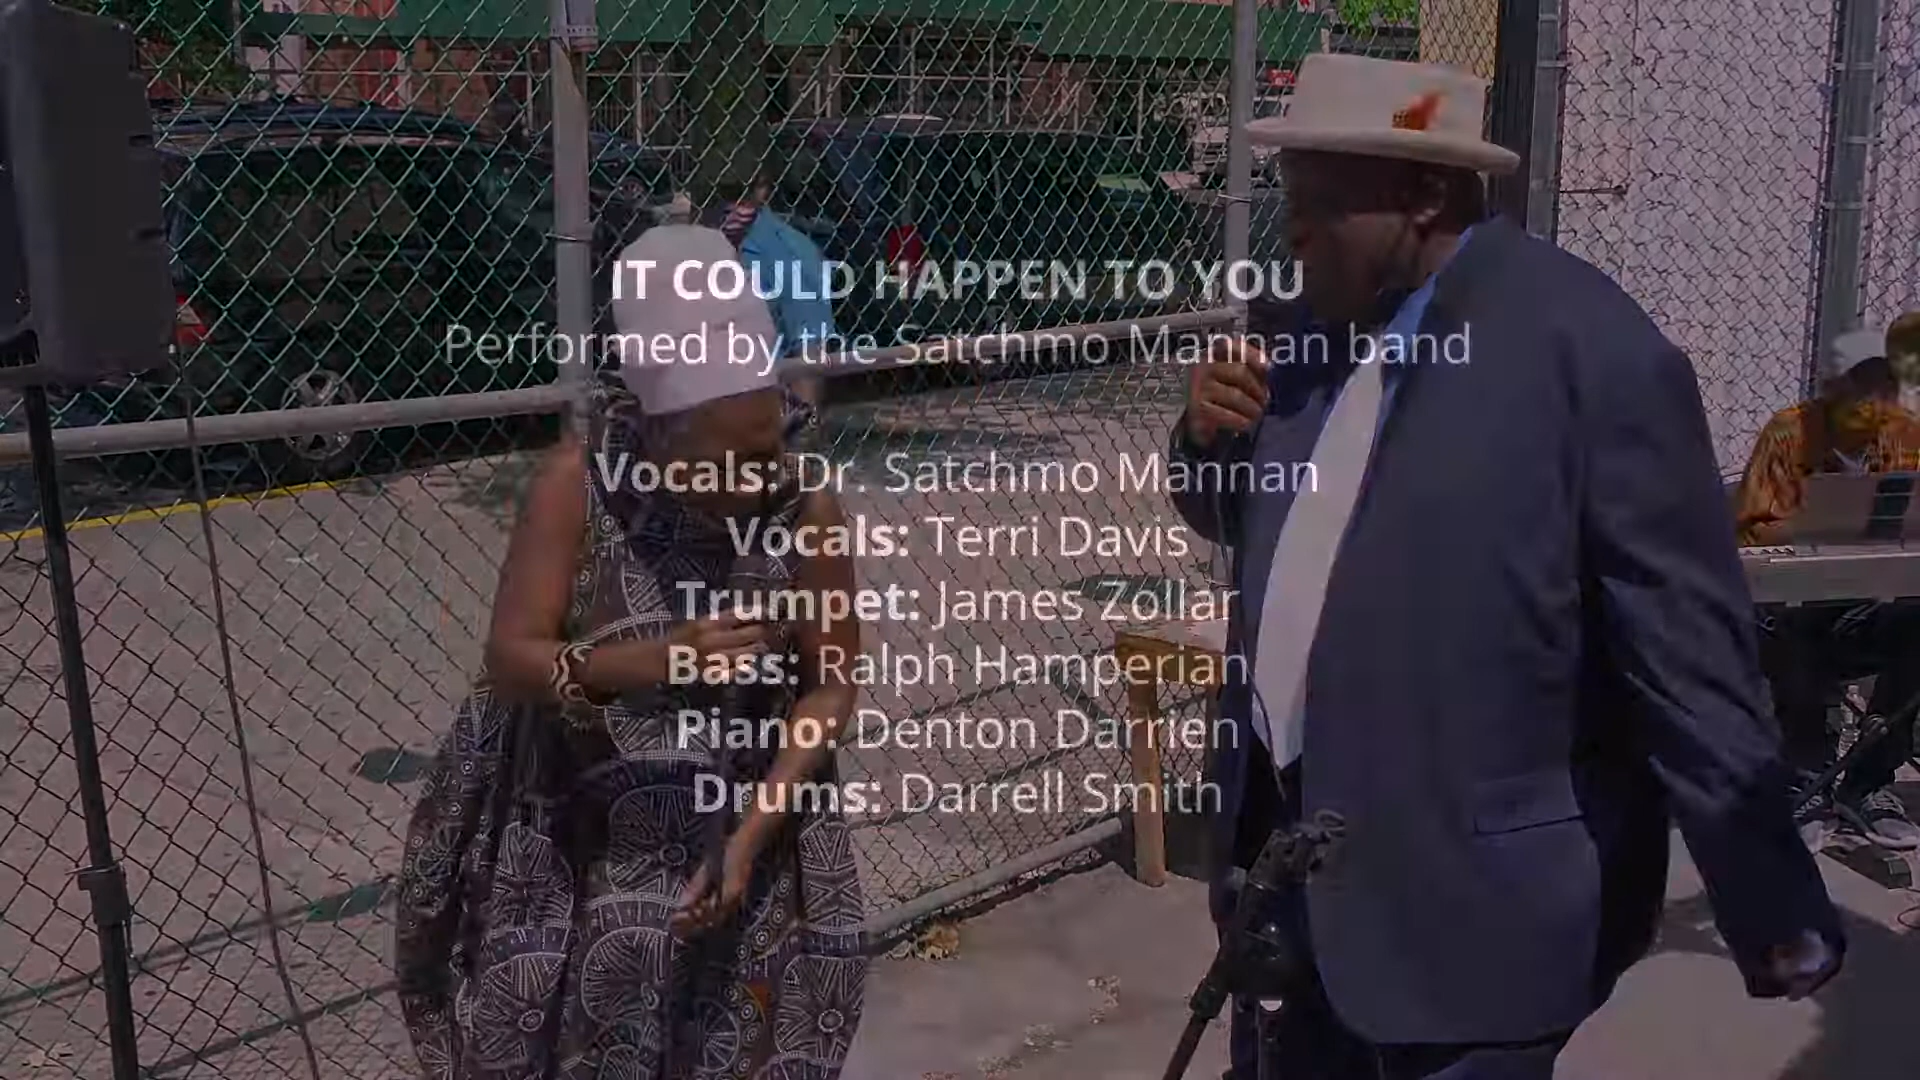 IT COULD HAPPEN TO YOU
Performed by the Satchmo Mannan band
Vocals: Dr. Satchmo Mannan
Vocals: Terri Davis
Trumpet: James Zollar
Bass: Ralph Hamperian
Piano: Denton Darrien
Drums: Darrell Smith